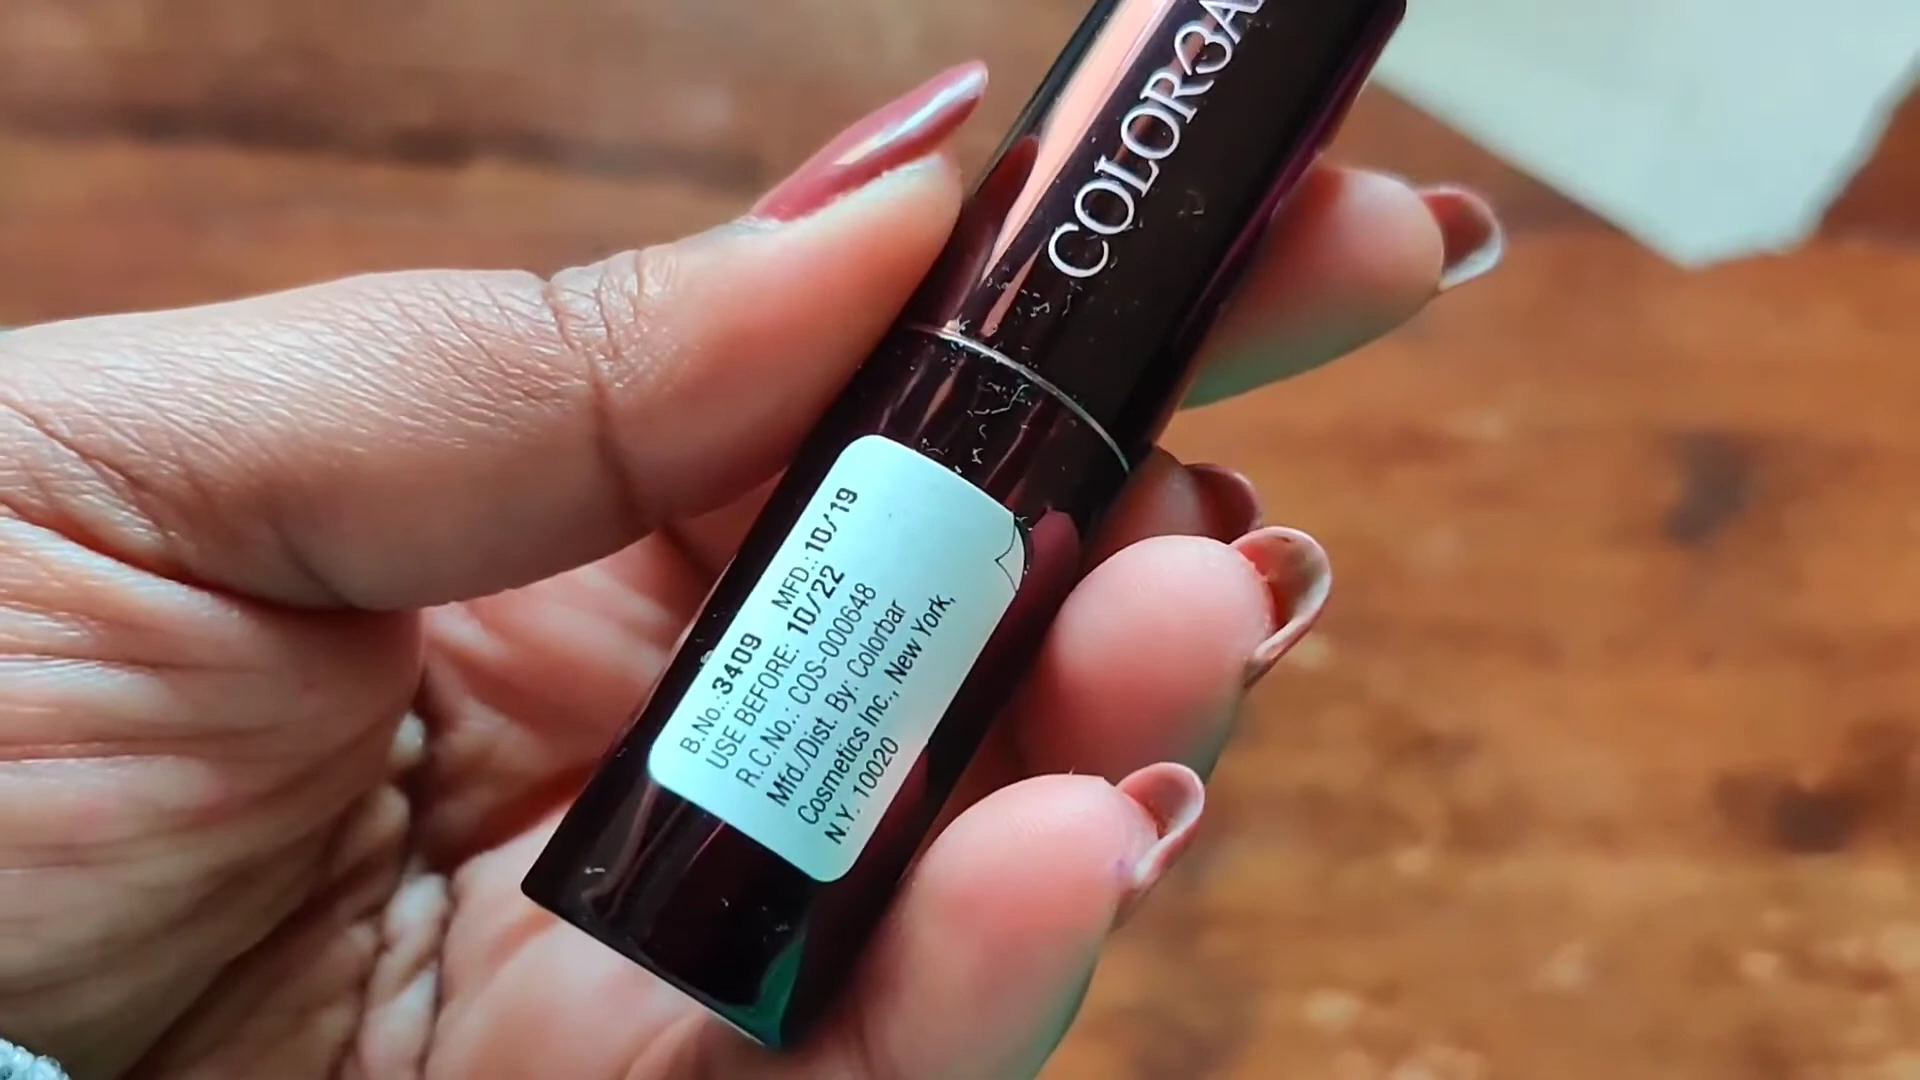 COLORBA
B.No.:3409 MFD.:10/19
USE BEFORE: 10/22
R.C.No.: COS-000648
Mfd./Dist. By: Colorbar
Cosmetics Inc., New York,
N.Y. 10020